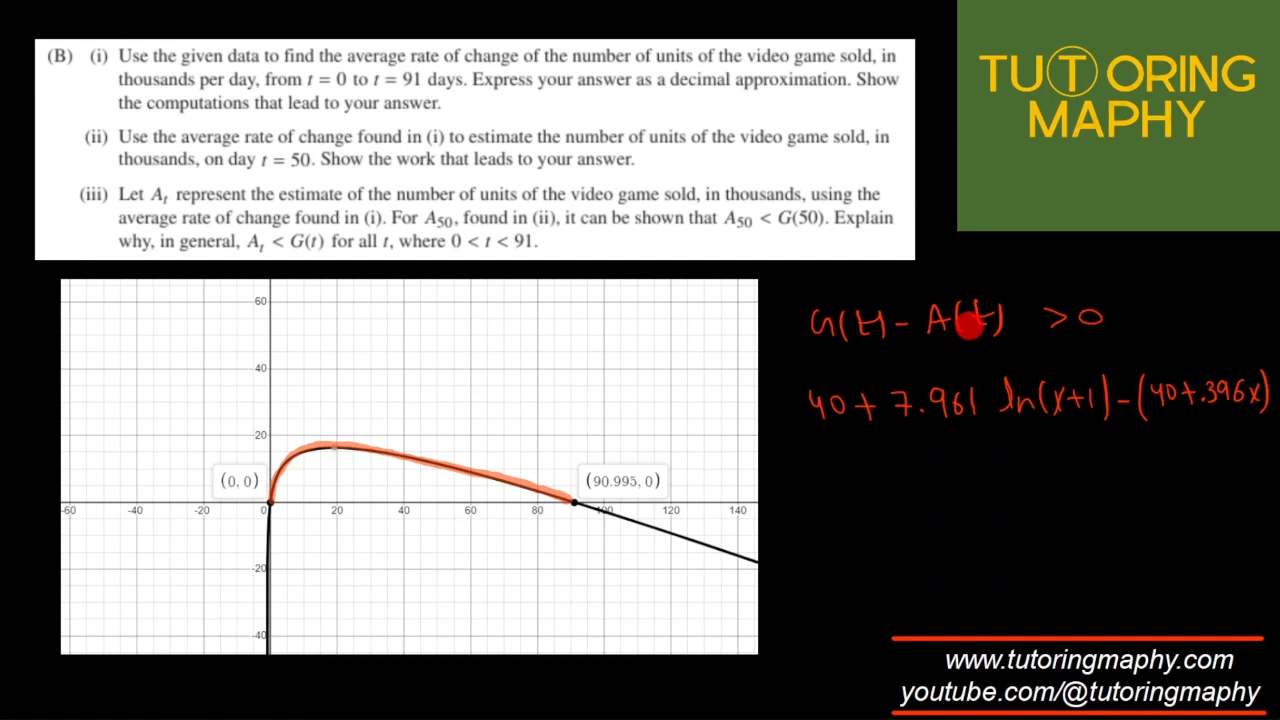 (B) (i) Use the given data to find the average rate of change of the number of units of the video game sold, in
thousands per day, from t = 0 to t = 91 days. Express your answer as a decimal approximation. Show
the computations that lead to your answer.
(ii) Use the average rate of change found in (i) to estimate the number of units of the video game sold, in
thousands, on day t = 50. Show the work that leads to your answer.
(iii) Let Aₜ represent the estimate of the number of units of the video game sold, in thousands, using the
average rate of change found in (i). For A₅₀, found in (ii), it can be shown that A₅₀ < G(50). Explain
why, in general, Aₜ < G(t) for all t, where 0 < t < 91.
TUTORING
MAPHY
60
40
20
(0, 0)
(90.995, 0)
-60 -40 -20 0 20 40 60 80 100 120 140
-20
-40
G(t) - A(t) > 0
40 + 7.961 ln(x+1) - (40+.396x)
www.tutoringmaphy.com
youtube.com/@tutoringmaphy